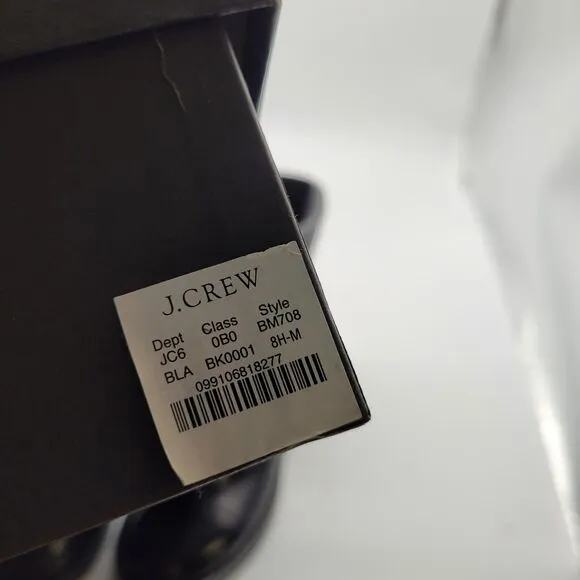 J.CREW
Dept Class Style
JC6 0B0 BM708
BLA BK0001 8H-M
099106818277